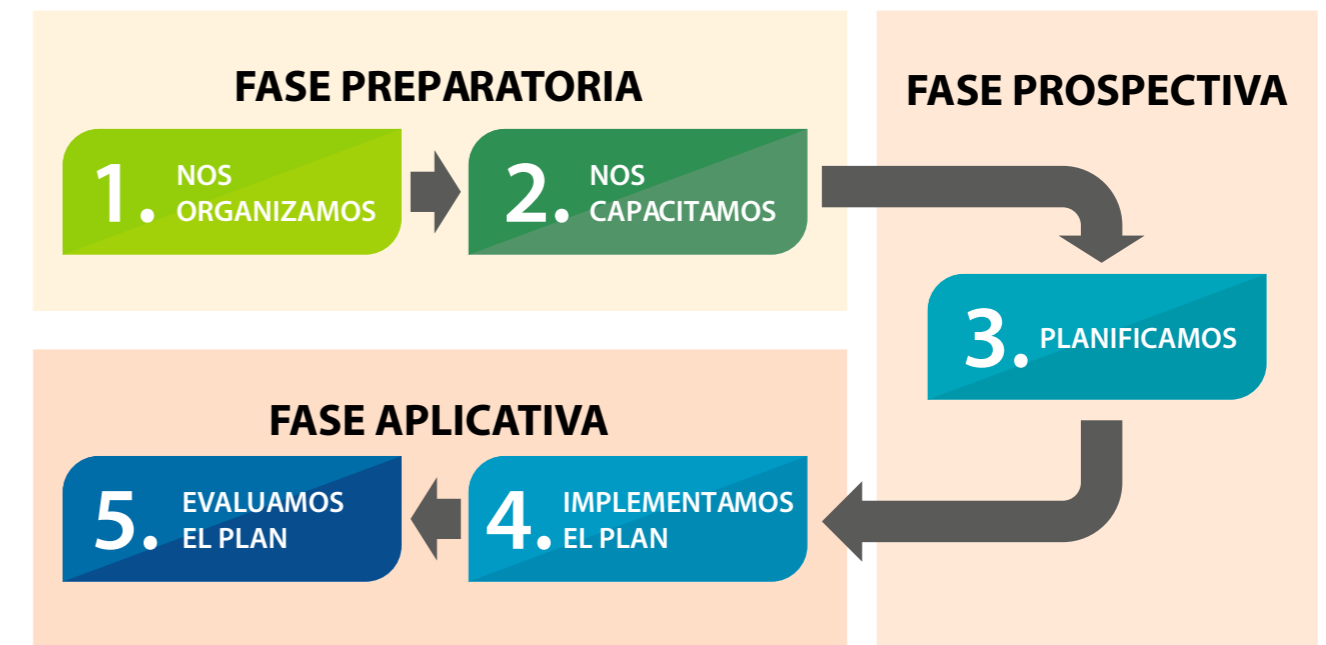 FASE PREPARATORIA
1. NOS
ORGANIZAMOS
2. NOS
CAPACITAMOS
FASE PROSPECTIVA
3. PLANIFICAMOS
FASE APLICATIVA
4. IMPLEMENTAMOS
EL PLAN
5. EVALUAMOS
EL PLAN